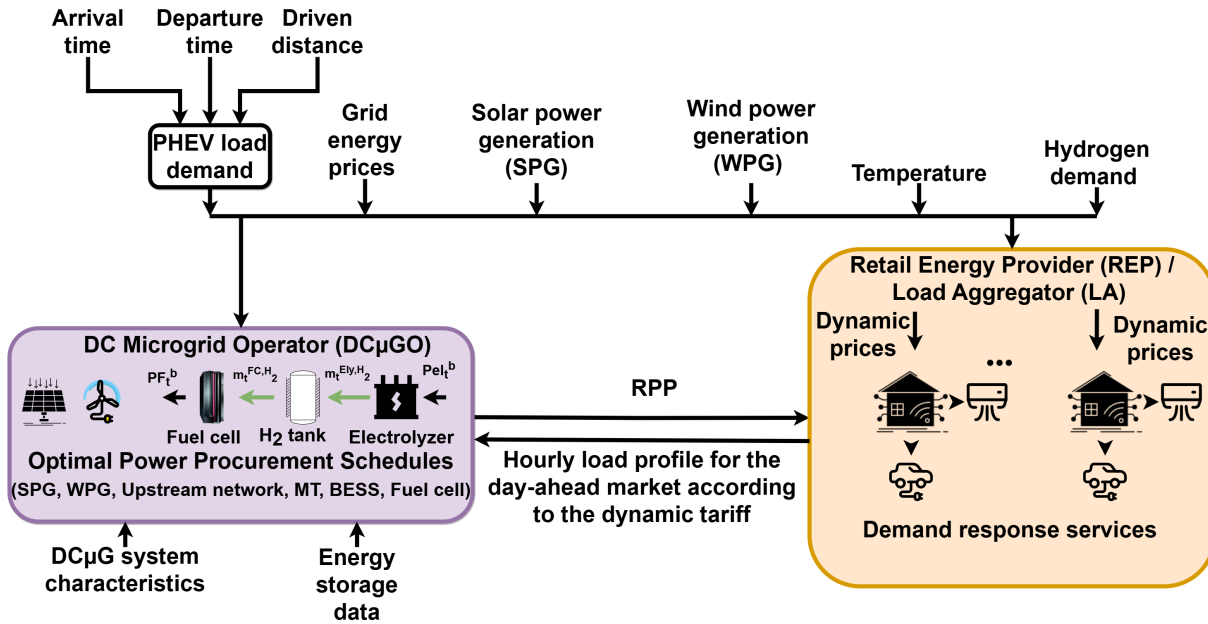 Arrival
time
Departure
time
Driven
distance
PHEV load
demand
Grid
energy
prices
Solar power
generation
(SPG)
Wind power
generation
(WPG)
Temperature
Hydrogen
demand
DC Microgrid Operator (DCµGO)
PFₜᵇ
mₜ^FC,H₂
mₜ^Ely,H₂
Pelₜᵇ
Fuel cell
H₂ tank
Electrolyzer
Optimal Power Procurement Schedules
(SPG, WPG, Upstream network, MT, BESS, Fuel cell)
DCµG system
characteristics
Energy
storage
data
RPP
Hourly load profile for the
day-ahead market according
to the dynamic tariff
Retail Energy Provider (REP) /
Load Aggregator (LA)
Dynamic
prices
...
Dynamic
prices
Demand response services